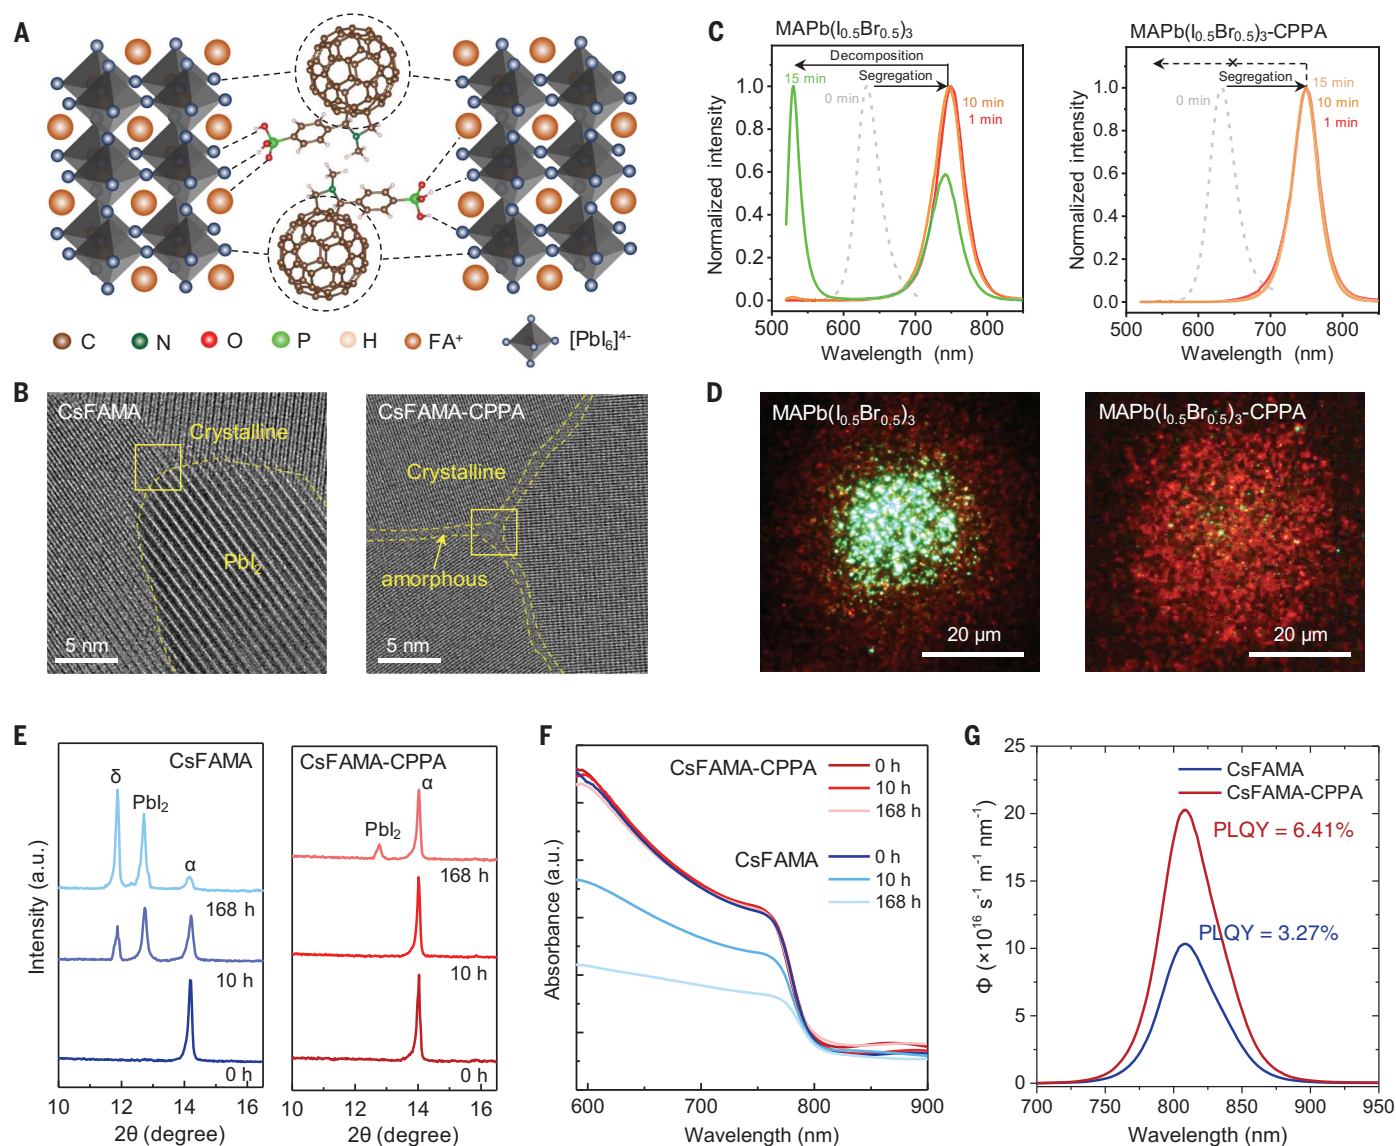 A
C N O P H FA⁺ [PbI₆]⁴⁻
B
CsFAMA
Crystalline
PbI₂
5 nm
CsFAMA-CPPA
Crystalline
amorphous
5 nm
C
MAPb(I₀.₅Br₀.₅)₃
Decomposition
15 min
Segregation
0 min
10 min
1 min
Normalized intensity
1.0
0.8
0.6
0.4
0.2
0.0
500 600 700 800
Wavelength (nm)
MAPb(I₀.₅Br₀.₅)₃-CPPA
×
Segregation
15 min
0 min
10 min
1 min
Normalized intensity
1.0
0.8
0.6
0.4
0.2
0.0
500 600 700 800
Wavelength (nm)
D
MAPb(I₀.₅Br₀.₅)₃
20 µm
MAPb(I₀.₅Br₀.₅)₃-CPPA
20 µm
E
CsFAMA
δ
PbI₂
α
168 h
10 h
0 h
Intensity (a.u.)
10 12 14 16
2θ (degree)
CsFAMA-CPPA
α
PbI₂
168 h
10 h
0 h
10 12 14 16
2θ (degree)
F
CsFAMA-CPPA
0 h
10 h
168 h
CsFAMA
0 h
10 h
168 h
Absorbance (a.u.)
600 700 800 900
Wavelength (nm)
G
CsFAMA
CsFAMA-CPPA
PLQY = 6.41%
PLQY = 3.27%
Φ (×10¹⁶ s⁻¹ m⁻¹ nm⁻¹)
25
20
15
10
5
0
700 750 800 850 900 950
Wavelength (nm)